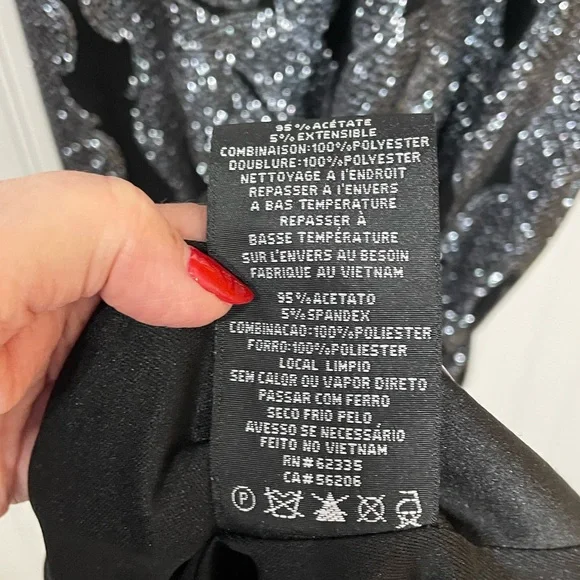 95%ACÉTATE
5%EXTENSIBLE
COMBINAISON:100%POLYESTER
DOUBLURE:100%POLYESTER
NETTOYAGE A L'ENDROIT
REPASSER A L'ENVERS
A BAS TEMPERATURE
REPASSER À
BASSE TEMPÉRATURE
SUR L'ENVERS AU BESOIN
FABRIQUE AU VIETNAM
95%ACETATO
5%SPANDEX
COMBINACAO:100%POLIESTER
FORRO:100%POLIESTER
LOCAL LIMPIO
SEM CALOR OU VAPOR DIRETO
PASSAR COM FERRO
SECO FRIO PELO
AVESSO SE NECESSÁRIO
FEITO NO VIETNAM
RN#62335
CA#56206
P